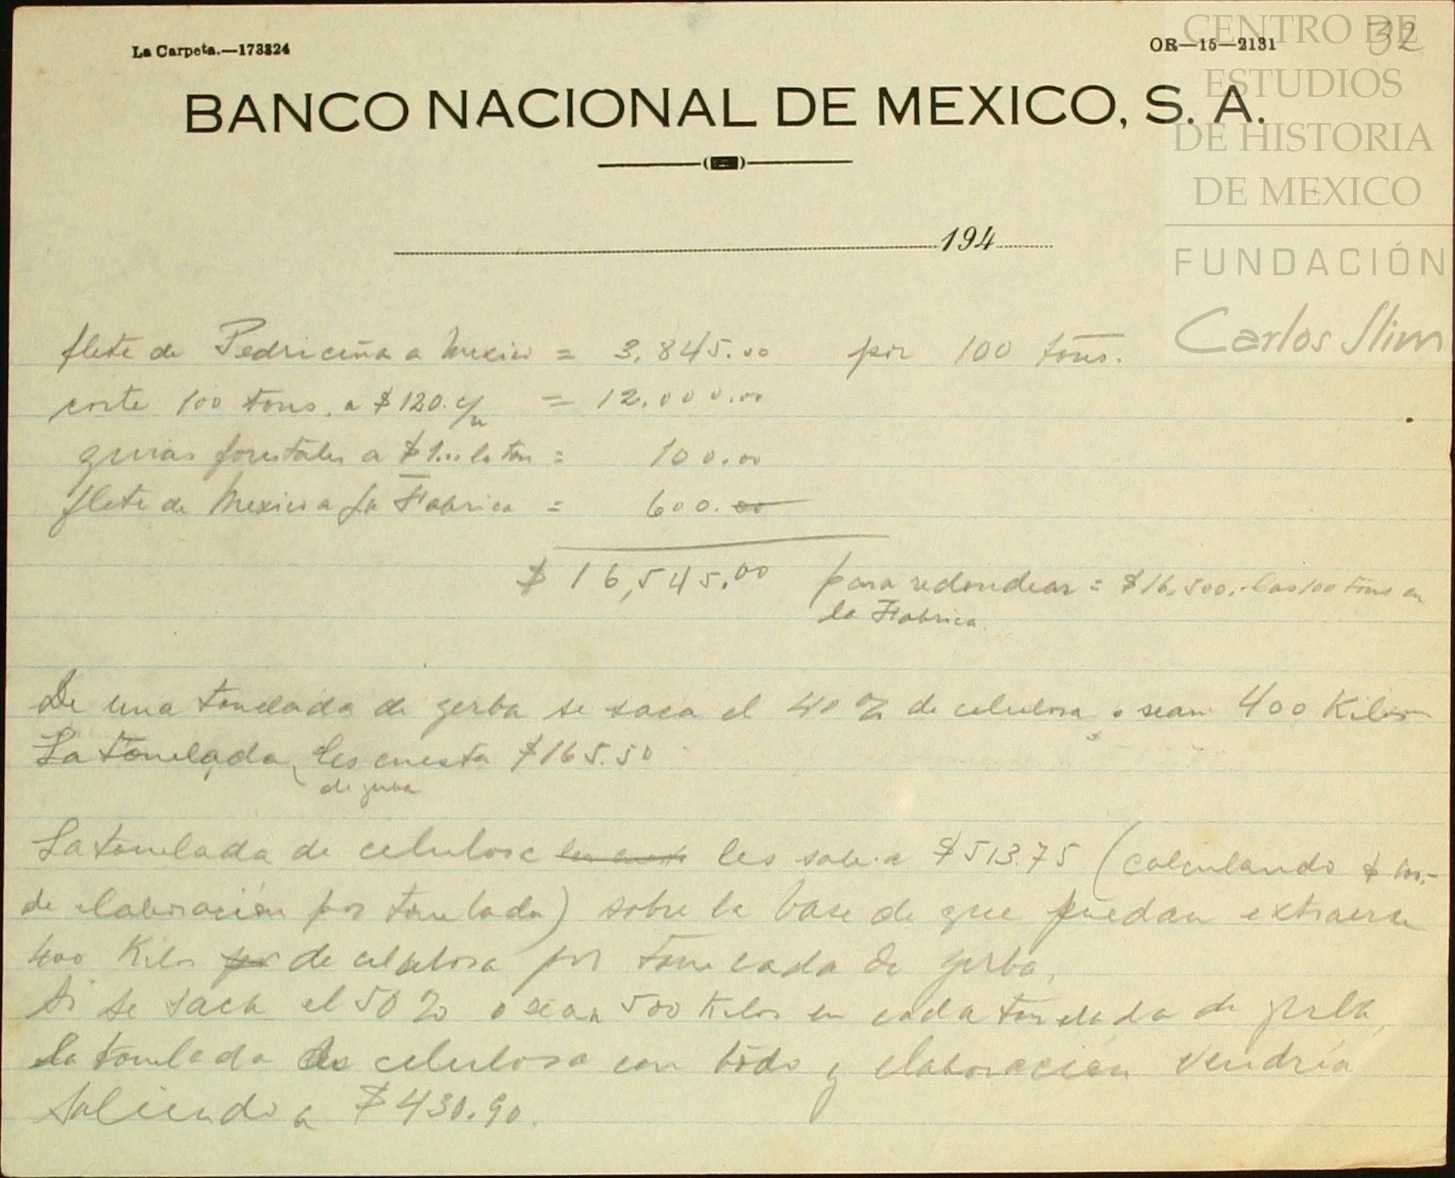 La Carpeta.—173324
OR—15—2131
32
CENTRO DE
ESTUDIOS
DE HISTORIA
DE MEXICO
FUNDACIÓN
Carlos Slim
BANCO NACIONAL DE MEXICO, S. A.
194
flete de Pedriceña a Mexico = 3,845.00 por 100 tons.
corte 100 tons. a $120. c/u = 12.000.00
guias forestales a $1.00 la ton = 100.00
flete de Mexico a La Fabrica = 600.00
$ 16,545.00 para redondear = $16,500.- las 100 tons en
la Fabrica.
De una tonelada de yerba se saca el 40% de celulosa o sean 400 Kilos
La tonelada de yerba les cuesta $165.50
La tonelada de celulosa les sale a $513.75 (calculando $ 100.-
de elaboración por tonelada) sobre la base de que puedan extraerse
400 Kilos de celulosa por tonelada de yerba.
Si se saca el 50% o sean 500 Kilos en cada tonelada de yerba,
la tonelada de celulosa con todo y elaboración vendría
saliendo a $430.90.